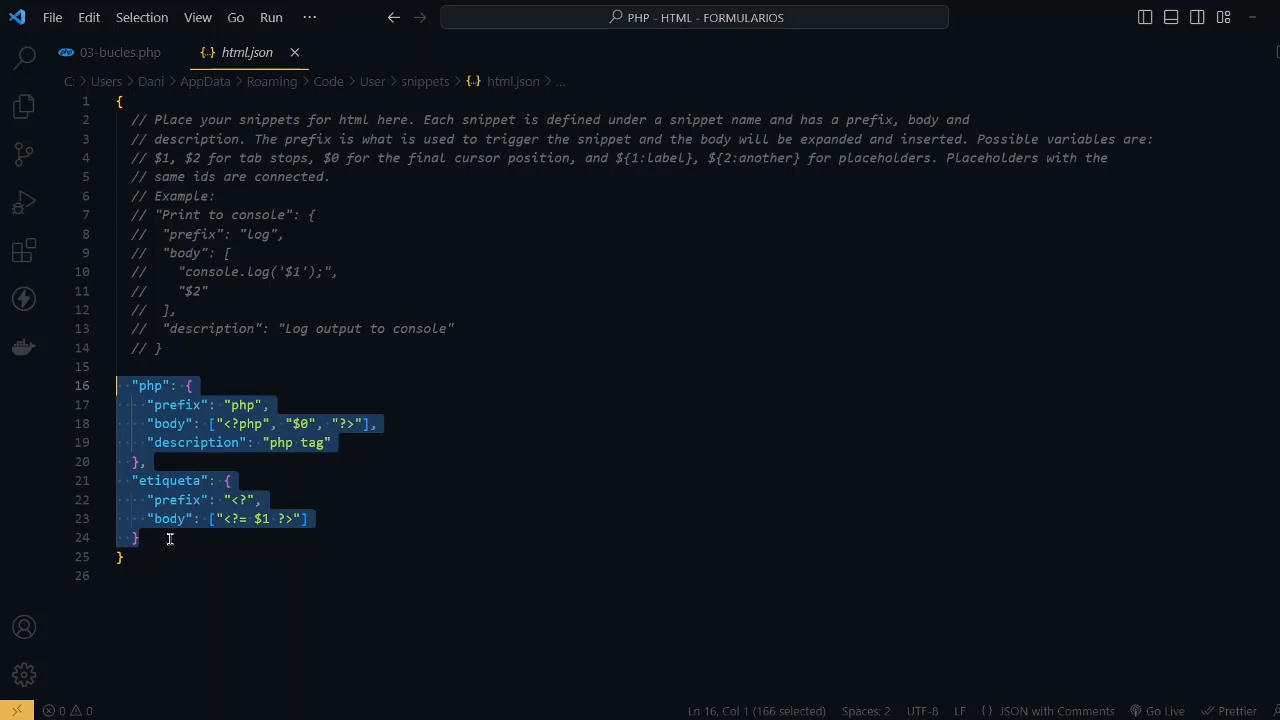 File Edit Selection View Go Run ··· PHP - HTML - FORMULARIOS
php 03-bucles.php {..} html.json
C: > Users > Dani > AppData > Roaming > Code > User > snippets > {..} html.json > ...
1 {
2 // Place your snippets for html here. Each snippet is defined under a snippet name and has a prefix, body and
3 // description. The prefix is what is used to trigger the snippet and the body will be expanded and inserted. Possible variables are:
4 // $1, $2 for tab stops, $0 for the final cursor position, and ${1:label}, ${2:another} for placeholders. Placeholders with the
5 // same ids are connected.
6 // Example:
7 // "Print to console": {
8 // "prefix": "log",
9 // "body": [
10 // "console.log('$1');",
11 // "$2"
12 // ],
13 // "description": "Log output to console"
14 // }
15
16 "php": {
17 "prefix": "php",
18 "body": ["<?php", "$0", "?>"],
19 "description": "php tag"
20 },
21 "etiqueta": {
22 "prefix": "<?",
23 "body": ["<?= $1 ?>"]
24 }
25 }
26
0 0 Ln 16, Col 1 (166 selected) Spaces: 2 UTF-8 LF {} JSON with Comments Go Live Prettier